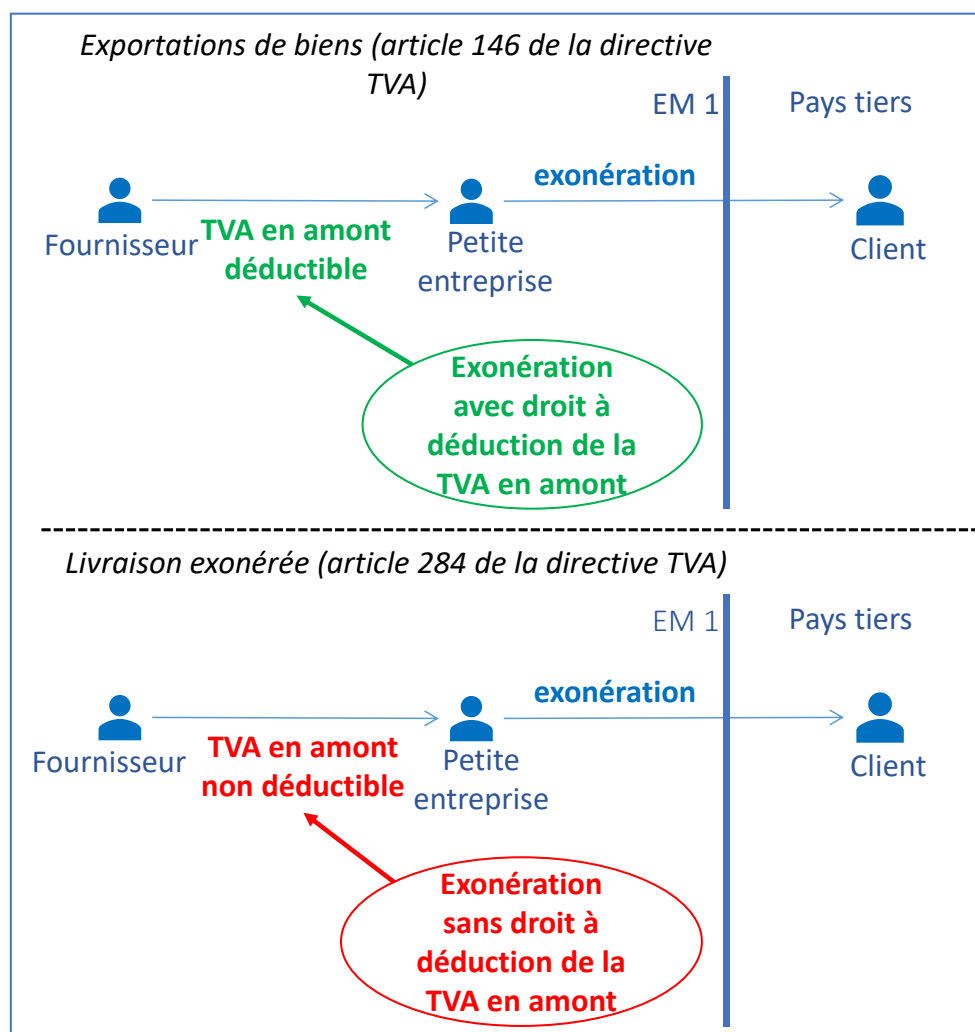 Exportations de biens (article 146 de la directive
TVA)
EM 1
Pays tiers
exonération
Fournisseur
TVA en amont
déductible
Petite
entreprise
Client
Exonération
avec droit à
déduction de la
TVA en amont
Livraison exonérée (article 284 de la directive TVA)
EM 1
Pays tiers
exonération
Fournisseur
TVA en amont
non déductible
Petite
entreprise
Client
Exonération
sans droit à
déduction de la
TVA en amont